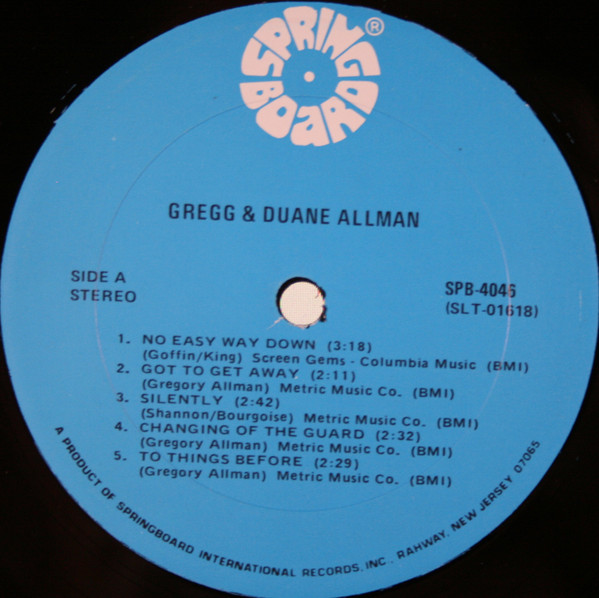 SPRING BOARD ®
GREGG & DUANE ALLMAN
SIDE A
STEREO
SPB-4046
(SLT-01618)
1. NO EASY WAY DOWN (3:18)
(Goffin/King) Screen Gems - Columbia Music (BMI)
2. GOT TO GET AWAY (2:11)
(Gregory Allman) Metric Music Co. (BMI)
3. SILENTLY (2:42)
(Shannon/Bourgoise) Metric Music Co. (BMI)
4. CHANGING OF THE GUARD (2:32)
(Gregory Allman) Metric Music Co. (BMI)
5. TO THINGS BEFORE (2:29)
(Gregory Allman) Metric Music Co. (BMI)
A PRODUCT OF SPRINGBOARD INTERNATIONAL RECORDS, INC., RAHWAY, NEW JERSEY 07065